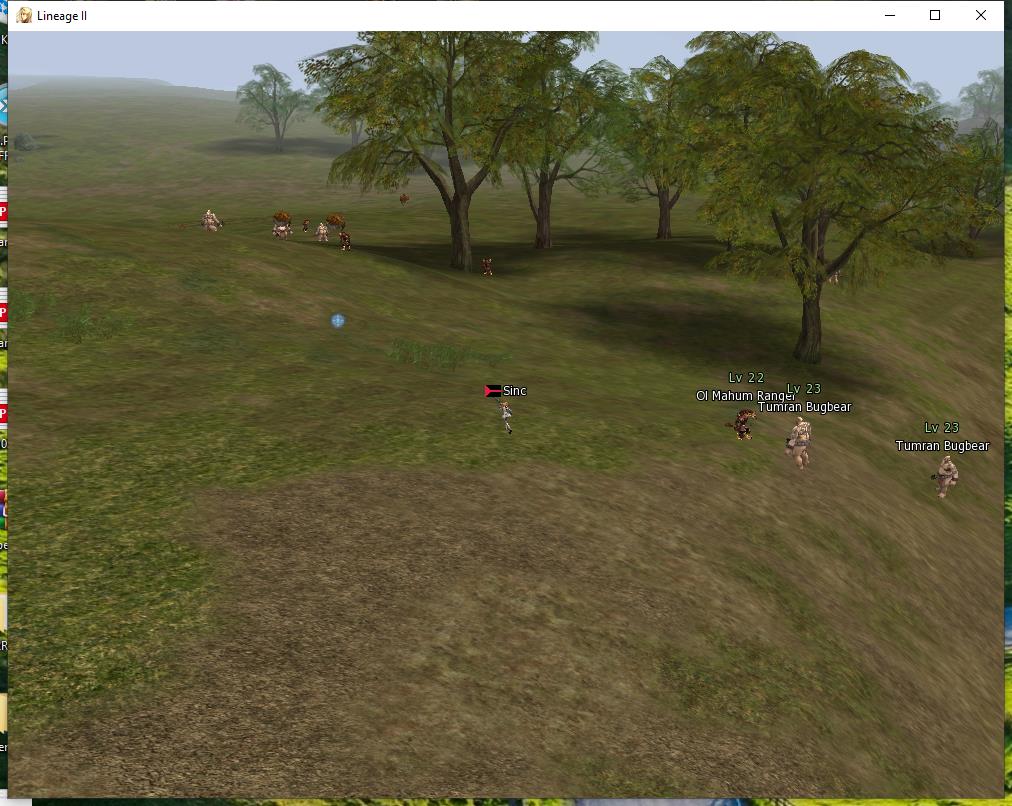 Lineage II
Sinc
Lv 22
Ol Mahum Ranger
Lv 23
Tumran Bugbear
Lv 23
Tumran Bugbear